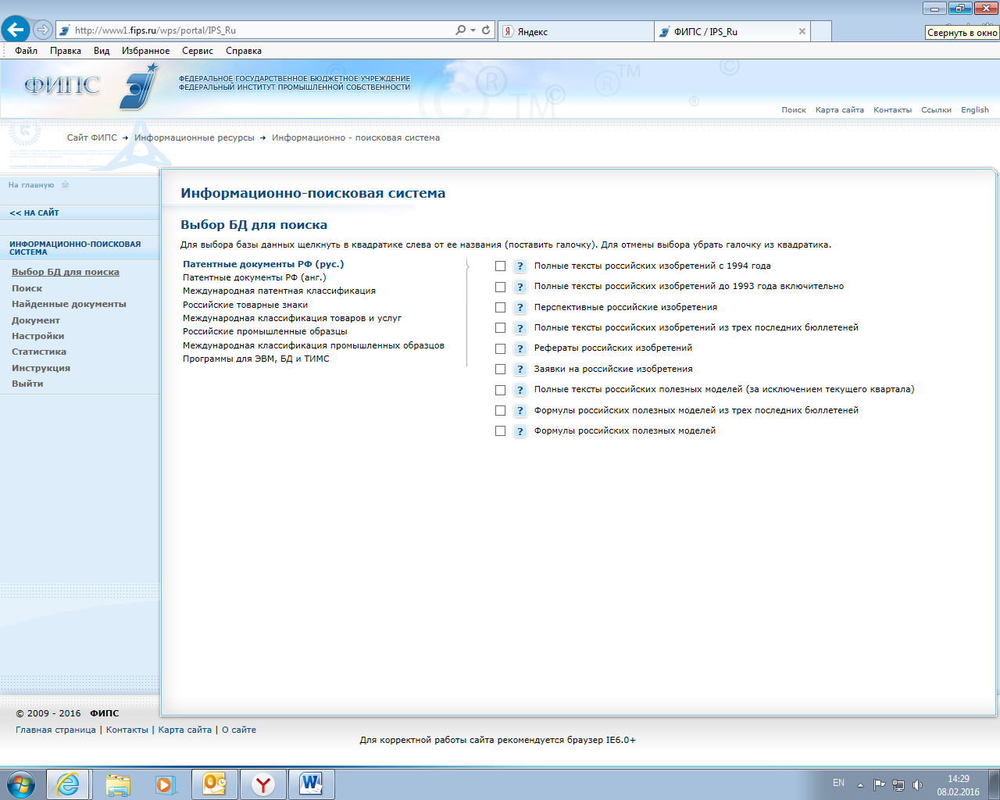 http://www1.fips.ru/wps/portal/IPS_Ru
Яндекс
ФИПС / IPS_Ru
Свернуть в окно
Файл Правка Вид Избранное Сервис Справка
ФИПС
ФЕДЕРАЛЬНОЕ ГОСУДАРСТВЕННОЕ БЮДЖЕТНОЕ УЧРЕЖДЕНИЕ
ФЕДЕРАЛЬНЫЙ ИНСТИТУТ ПРОМЫШЛЕННОЙ СОБСТВЕННОСТИ
Поиск Карта сайта Контакты Ссылки English
Сайт ФИПС → Информационные ресурсы → Информационно - поисковая система
На главную
<< НА САЙТ
ИНФОРМАЦИОННО-ПОИСКОВАЯ
СИСТЕМА
Выбор БД для поиска
Поиск
Найденные документы
Документ
Настройки
Статистика
Инструкция
Выйти
Информационно-поисковая система
Выбор БД для поиска
Для выбора базы данных щелкнуть в квадратике слева от ее названия (поставить галочку). Для отмены выбора убрать галочку из квадратика.
Патентные документы РФ (рус.)
Патентные документы РФ (анг.)
Международная патентная классификация
Российские товарные знаки
Международная классификация товаров и услуг
Российские промышленные образцы
Международная классификация промышленных образцов
Программы для ЭВМ, БД и ТИМС
? Полные тексты российских изобретений с 1994 года
? Полные тексты российских изобретений до 1993 года включительно
? Перспективные российские изобретения
? Полные тексты российских изобретений из трех последних бюллетеней
? Рефераты российских изобретений
? Заявки на российские изобретения
? Полные тексты российских полезных моделей (за исключением текущего квартала)
? Формулы российских полезных моделей из трех последних бюллетеней
? Формулы российских полезных моделей
© 2009 - 2016 ФИПС
Главная страница | Контакты | Карта сайта | О сайте
Для корректной работы сайта рекомендуется браузер IE6.0+
EN
14:29
08.02.2016